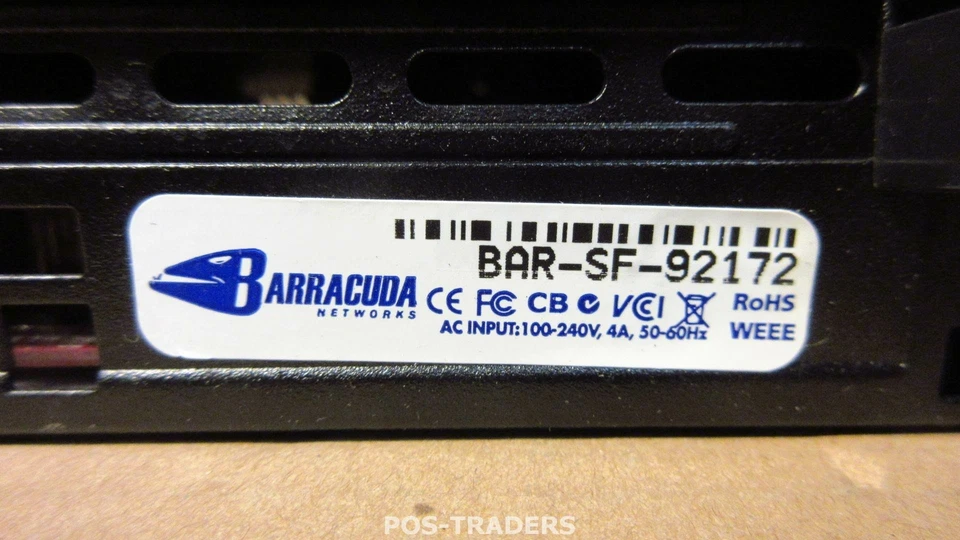 BAR-SF-92172
BARRACUDA
NETWORKS
CE FC CB VCI RoHS
AC INPUT:100-240V, 4A, 50-60Hz WEEE
POS-TRADERS